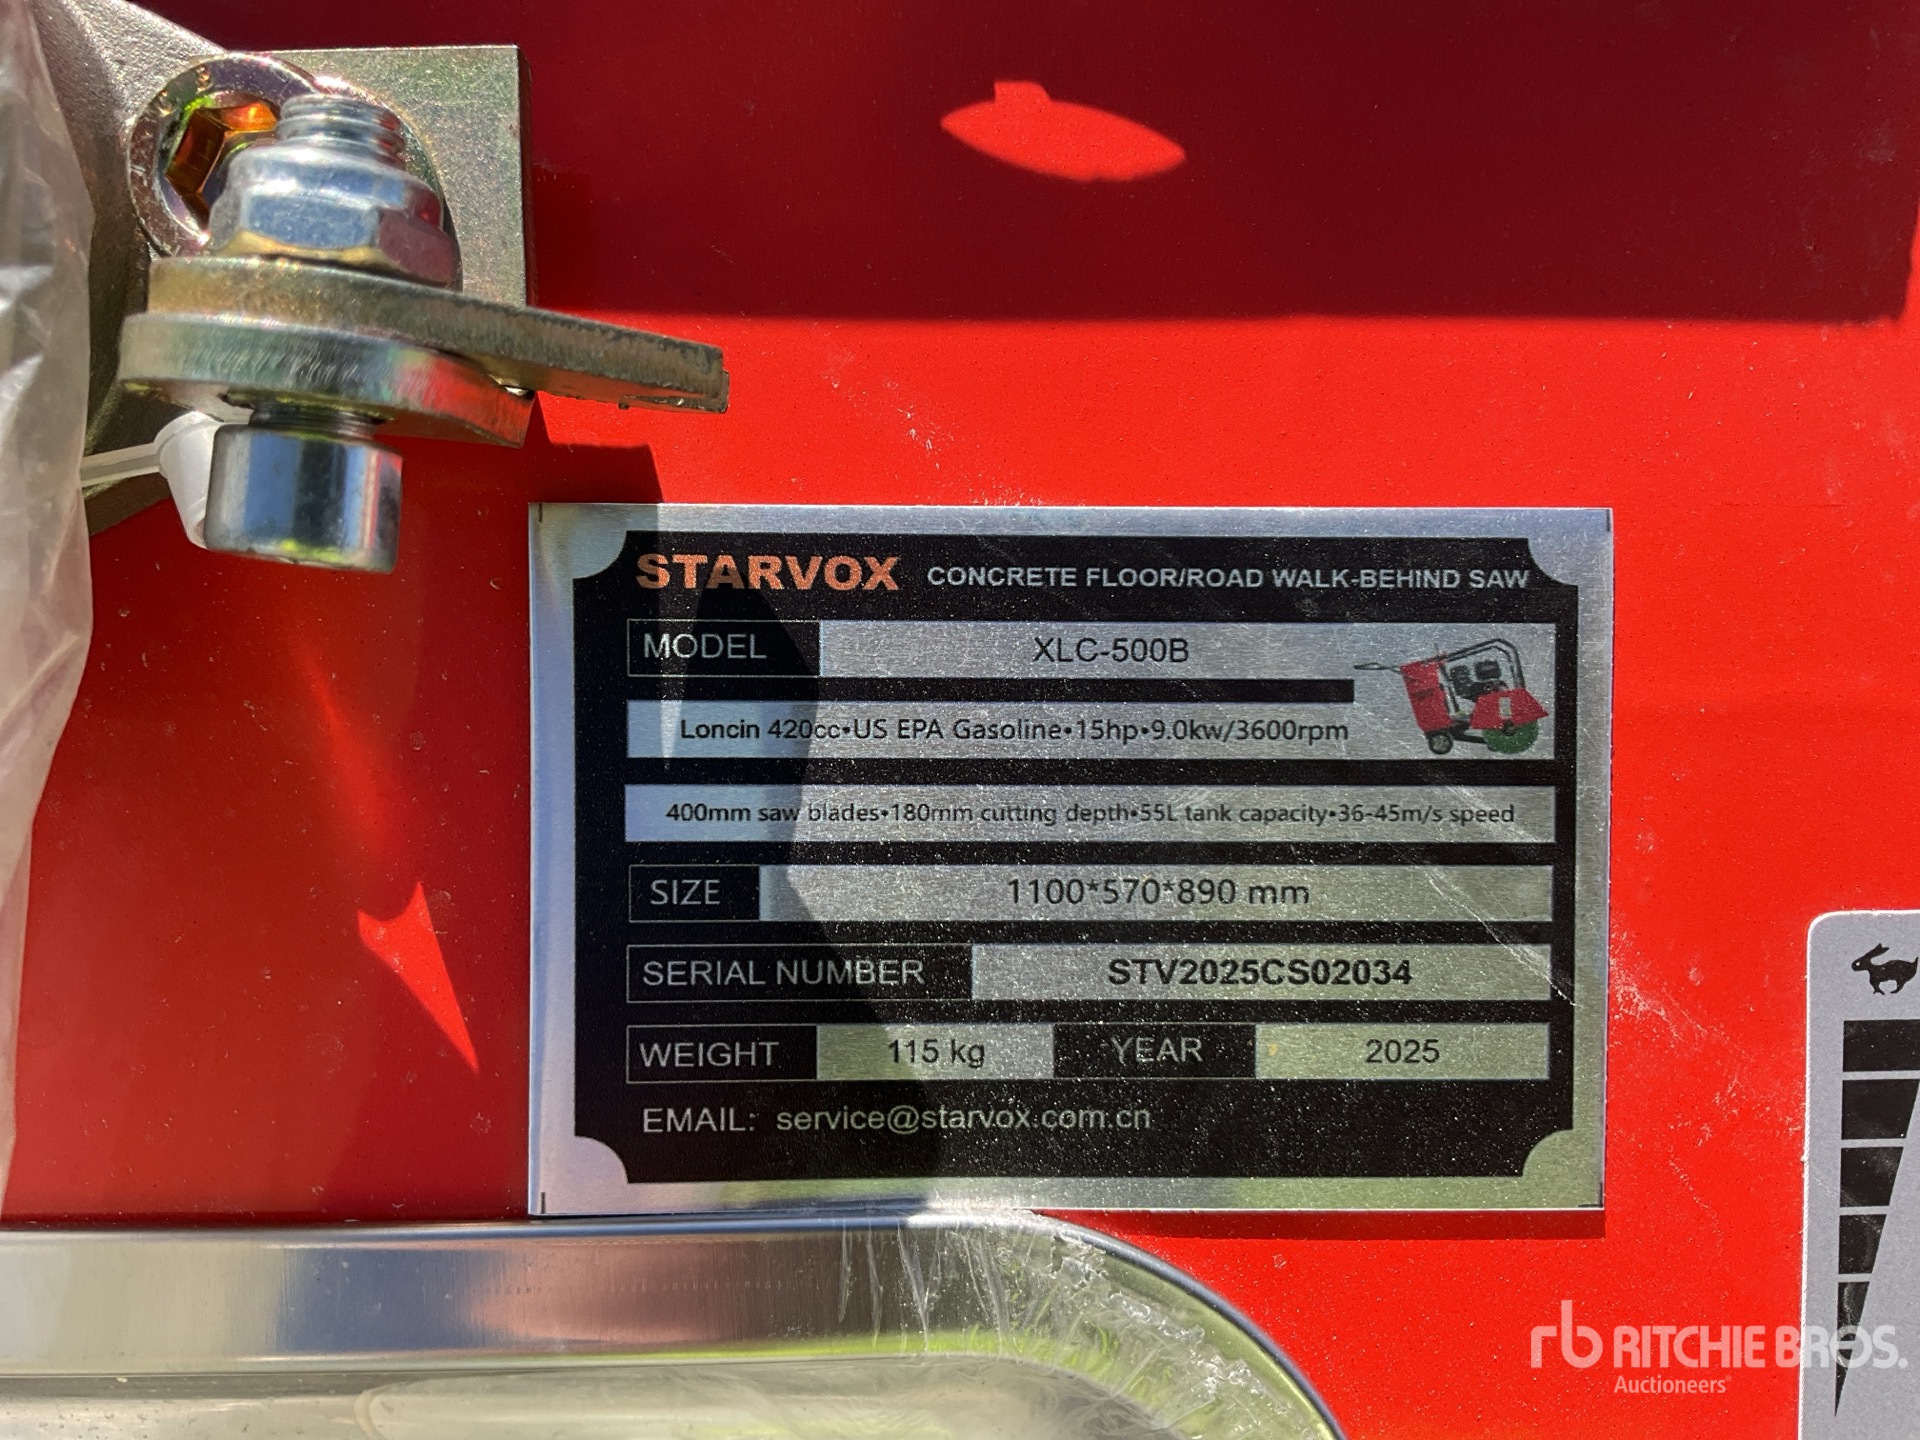 STARVOX CONCRETE FLOOR/ROAD WALK-BEHIND SAW
MODEL XLC-500B
Loncin 420cc•US EPA Gasoline•15hp•9.0kw/3600rpm
400mm saw blades•180mm cutting depth•55L tank capacity•36-45m/s speed
SIZE 1100*570*890 mm
SERIAL NUMBER STV2025CS02034
WEIGHT 115 kg YEAR 2025
EMAIL: service@starvox.com.cn
rb RITCHIE BROS.
Auctioneers